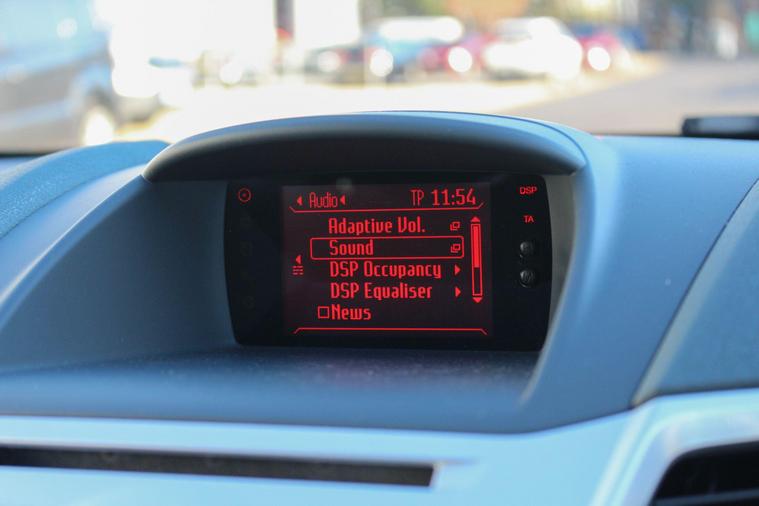 Audio TP 11:54 DSP
TA
Adaptive Vol.
Sound
DSP Occupancy
DSP Equaliser
News